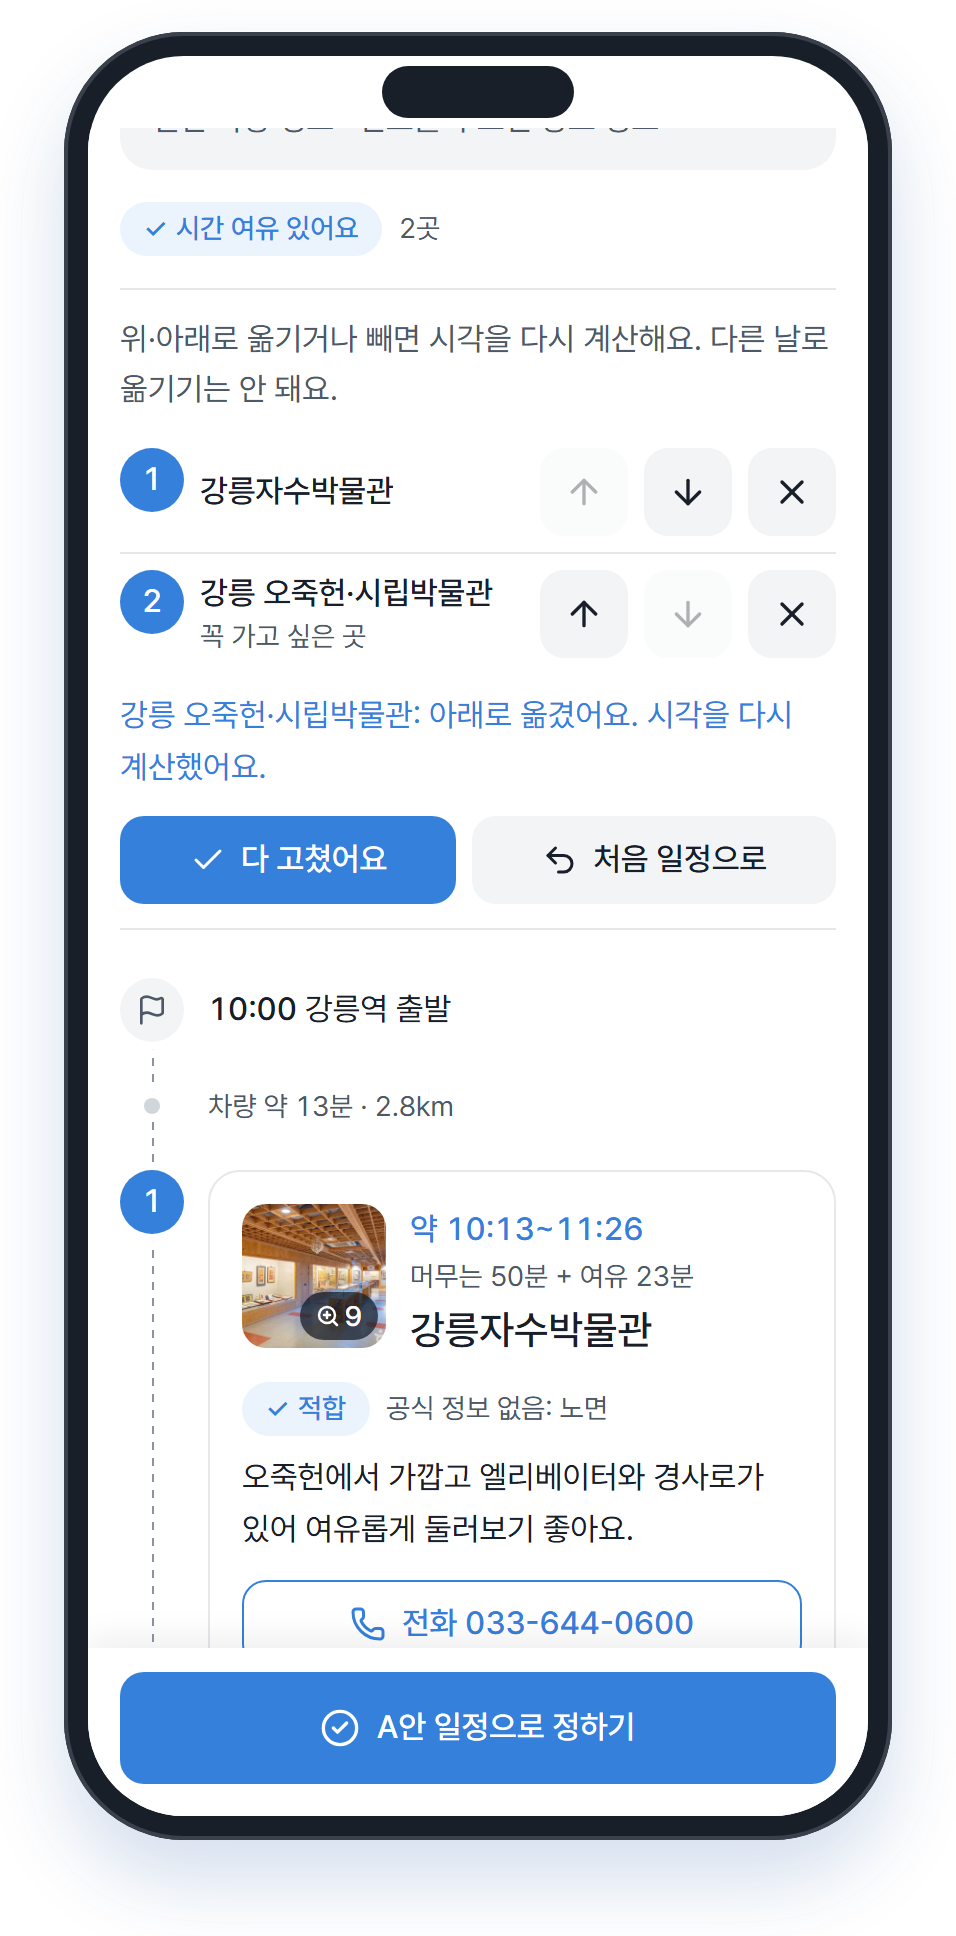 시간 여유 있어요 2곳
위·아래로 옮기거나 빼면 시각을 다시 계산해요. 다른 날로
옮기기는 안 돼요.
1 강릉자수박물관
2 강릉 오죽헌·시립박물관
꼭 가고 싶은 곳
강릉 오죽헌·시립박물관: 아래로 옮겼어요. 시각을 다시
계산했어요.
다 고쳤어요 처음 일정으로
10:00 강릉역 출발
차량 약 13분 · 2.8km
1
약 10:13~11:26
머무는 50분 + 여유 23분
9
강릉자수박물관
적합 공식 정보 없음: 노면
오죽헌에서 가깝고 엘리베이터와 경사로가
있어 여유롭게 둘러보기 좋아요.
전화 033-644-0600
A안 일정으로 정하기